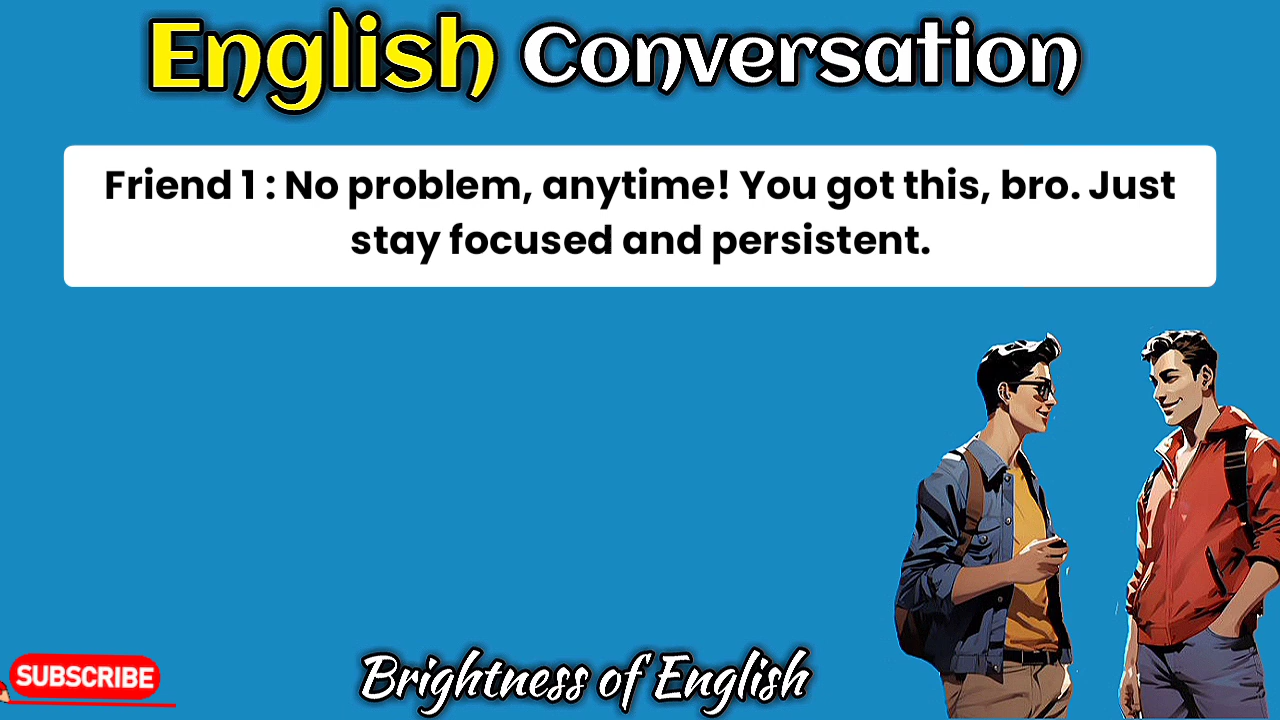 English Conversation
Friend 1 : No problem, anytime! You got this, bro. Just
stay focused and persistent.
SUBSCRIBE
Brightness of English